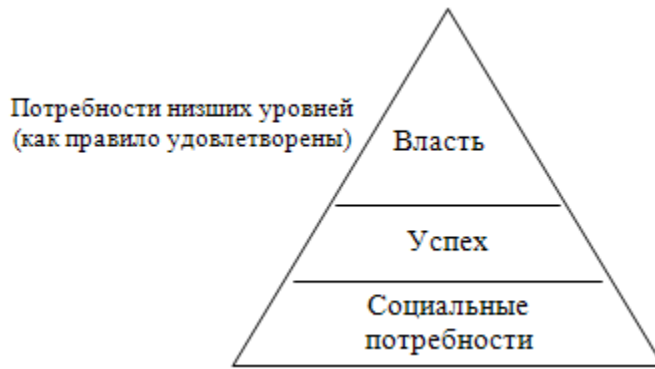 Потребности низших уровней
(как правило удовлетворены)
Власть
Успех
Социальные
потребности